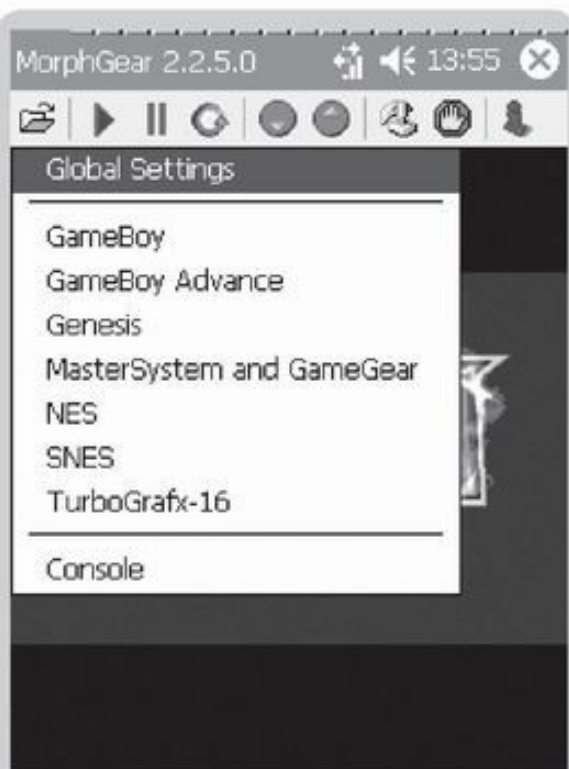 MorphGear 2.2.5.0 13:55
Global Settings
GameBoy
GameBoy Advance
Genesis
MasterSystem and GameGear
NES
SNES
TurboGrafx-16
Console